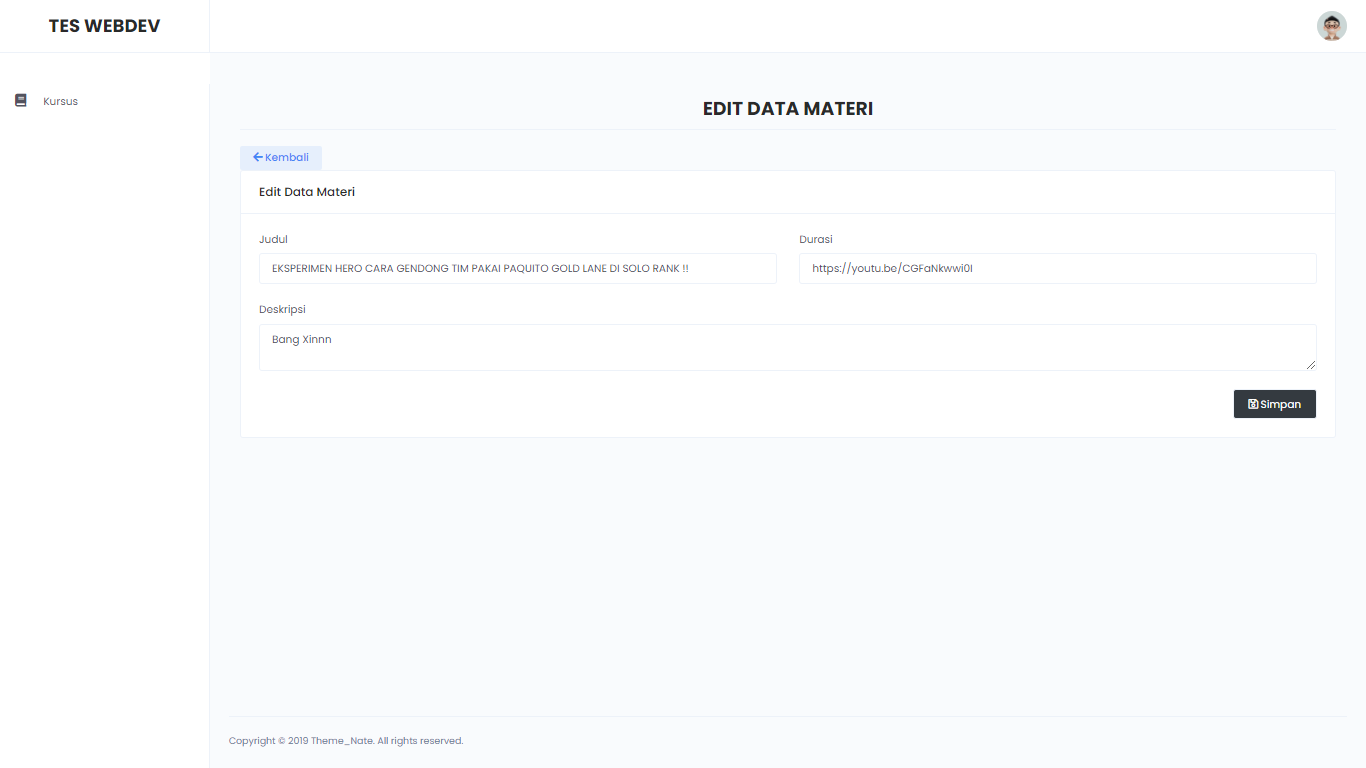 TES WEBDEV
Kursus
EDIT DATA MATERI
Kembali
Edit Data Materi
Judul
Durasi
EKSPERIMEN HERO CARA GENDONG TIM PAKAI PAQUITO GOLD LANE DI SOLO RANK !!
https://youtu.be/CGFaNkwwi0I
Deskripsi
Bang Xinnn
Simpan
Copyright © 2019 Theme_Nate. All rights reserved.